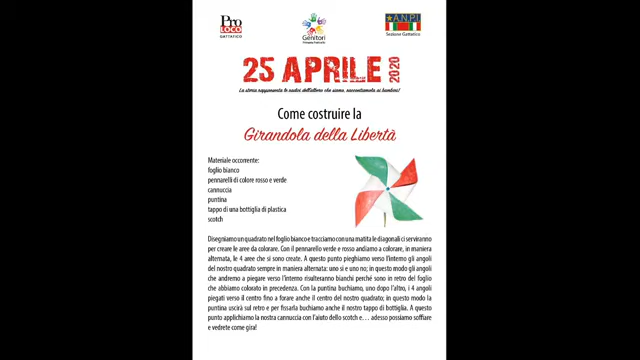 PRO
LOCO
GATTATICO
Genitori
A.N.P.I.
Sezione Gattatico
25 APRILE 2020
La storia rappresenta le radici dell'albero che siamo, raccontiamola ai bambini!
Come costruire la
Girandola della Libertà
Materiale occorrente:
foglio bianco
pennarelli di colore rosso e verde
cannuccia
puntina
tappo di una bottiglia di plastica
scotch
Disegniamo un quadrato nel foglio bianco e tracciamo con una matita le diagonali ci serviranno
per creare le aree da colorare. Con il pennarello verde e rosso andiamo a colorare, in maniera
alternata, le 4 aree che si sono create. A questo punto pieghiamo verso l'interno gli angoli
del nostro quadrato sempre in maniera alternata: uno si e uno no; in questo modo gli angoli
che andremo a piegare verso l'interno risulteranno bianchi perché sono in retro del foglio
che abbiamo colorato in precedenza. Con la puntina buchiamo, uno dopo l'altro, i 4 angoli
piegati verso il centro fino a forare anche il centro del nostro quadrato; in questo modo la
puntina uscirà sul retro e per fissarla buchiamo anche il nostro tappo di bottiglia. A questo
punto applichiamo la nostra cannuccia con l'aiuto dello scotch e… adesso possiamo soffiare
e vedrete come gira!